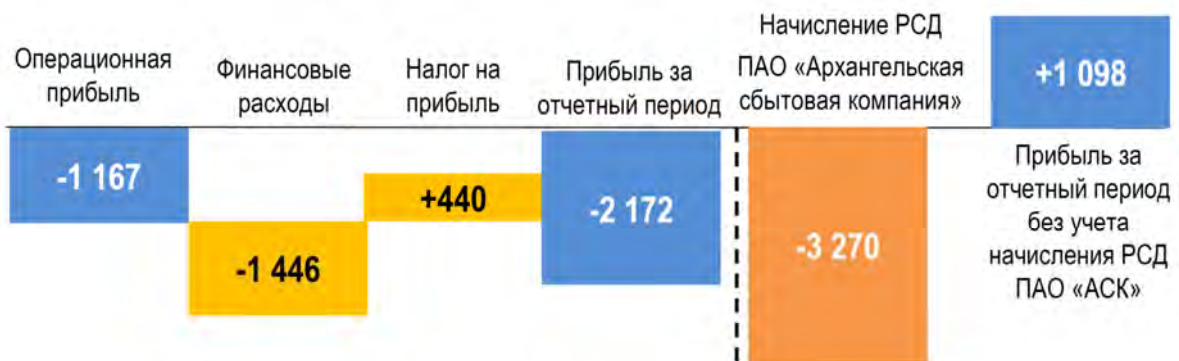 Операционная
прибыль
-1 167
Финансовые
расходы
-1 446
Налог на
прибыль
+440
Прибыль за
отчетный период
-2 172
Начисление РСД
ПАО «Архангельская
сбытовая компания»
-3 270
+1 098
Прибыль за
отчетный период
без учета
начисления РСД
ПАО «АСК»